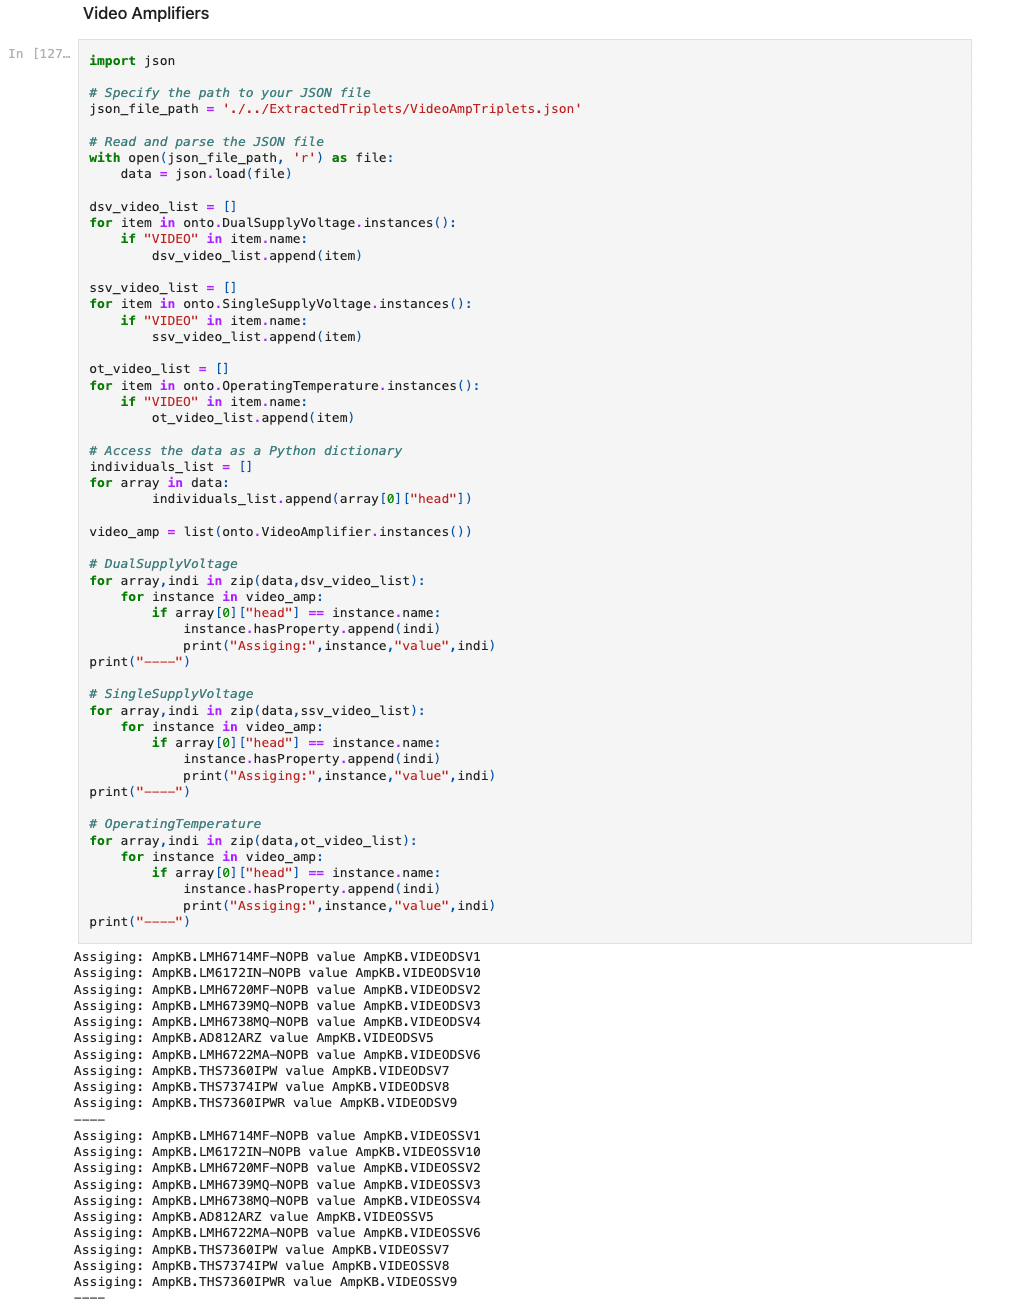 Video Amplifiers
In [127…
import json
# Specify the path to your JSON file
json_file_path = './../ExtractedTriplets/VideoAmpTriplets.json'
# Read and parse the JSON file
with open(json_file_path, 'r') as file:
    data = json.load(file)
dsv_video_list = []
for item in onto.DualSupplyVoltage.instances():
    if "VIDEO" in item.name:
        dsv_video_list.append(item)
ssv_video_list = []
for item in onto.SingleSupplyVoltage.instances():
    if "VIDEO" in item.name:
        ssv_video_list.append(item)
ot_video_list = []
for item in onto.OperatingTemperature.instances():
    if "VIDEO" in item.name:
        ot_video_list.append(item)
# Access the data as a Python dictionary
individuals_list = []
for array in data:
        individuals_list.append(array[0]["head"])
video_amp = list(onto.VideoAmplifier.instances())
# DualSupplyVoltage
for array,indi in zip(data,dsv_video_list):
    for instance in video_amp:
        if array[0]["head"] == instance.name:
            instance.hasProperty.append(indi)
            print("Assiging:",instance,"value",indi)
print("----")
# SingleSupplyVoltage
for array,indi in zip(data,ssv_video_list):
    for instance in video_amp:
        if array[0]["head"] == instance.name:
            instance.hasProperty.append(indi)
            print("Assiging:",instance,"value",indi)
print("----")
# OperatingTemperature
for array,indi in zip(data,ot_video_list):
    for instance in video_amp:
        if array[0]["head"] == instance.name:
            instance.hasProperty.append(indi)
            print("Assiging:",instance,"value",indi)
print("----")
Assiging: AmpKB.LMH6714MF-NOPB value AmpKB.VIDEODSV1
Assiging: AmpKB.LM6172IN-NOPB value AmpKB.VIDEODSV10
Assiging: AmpKB.LMH6720MF-NOPB value AmpKB.VIDEODSV2
Assiging: AmpKB.LMH6739MQ-NOPB value AmpKB.VIDEODSV3
Assiging: AmpKB.LMH6738MQ-NOPB value AmpKB.VIDEODSV4
Assiging: AmpKB.AD812ARZ value AmpKB.VIDEODSV5
Assiging: AmpKB.LMH6722MA-NOPB value AmpKB.VIDEODSV6
Assiging: AmpKB.THS7360IPW value AmpKB.VIDEODSV7
Assiging: AmpKB.THS7374IPW value AmpKB.VIDEODSV8
Assiging: AmpKB.THS7360IPWR value AmpKB.VIDEODSV9
----
Assiging: AmpKB.LMH6714MF-NOPB value AmpKB.VIDEOSSV1
Assiging: AmpKB.LM6172IN-NOPB value AmpKB.VIDEOSSV10
Assiging: AmpKB.LMH6720MF-NOPB value AmpKB.VIDEOSSV2
Assiging: AmpKB.LMH6739MQ-NOPB value AmpKB.VIDEOSSV3
Assiging: AmpKB.LMH6738MQ-NOPB value AmpKB.VIDEOSSV4
Assiging: AmpKB.AD812ARZ value AmpKB.VIDEOSSV5
Assiging: AmpKB.LMH6722MA-NOPB value AmpKB.VIDEOSSV6
Assiging: AmpKB.THS7360IPW value AmpKB.VIDEOSSV7
Assiging: AmpKB.THS7374IPW value AmpKB.VIDEOSSV8
Assiging: AmpKB.THS7360IPWR value AmpKB.VIDEOSSV9
----